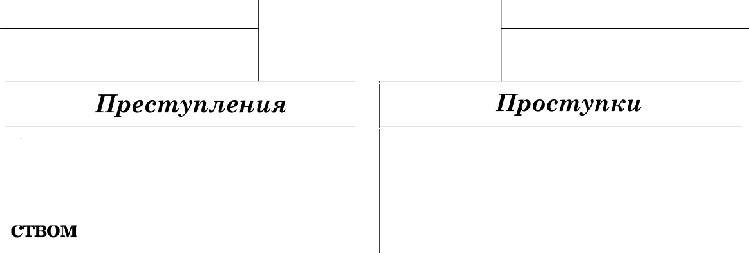 Преступления
Проступки
ством